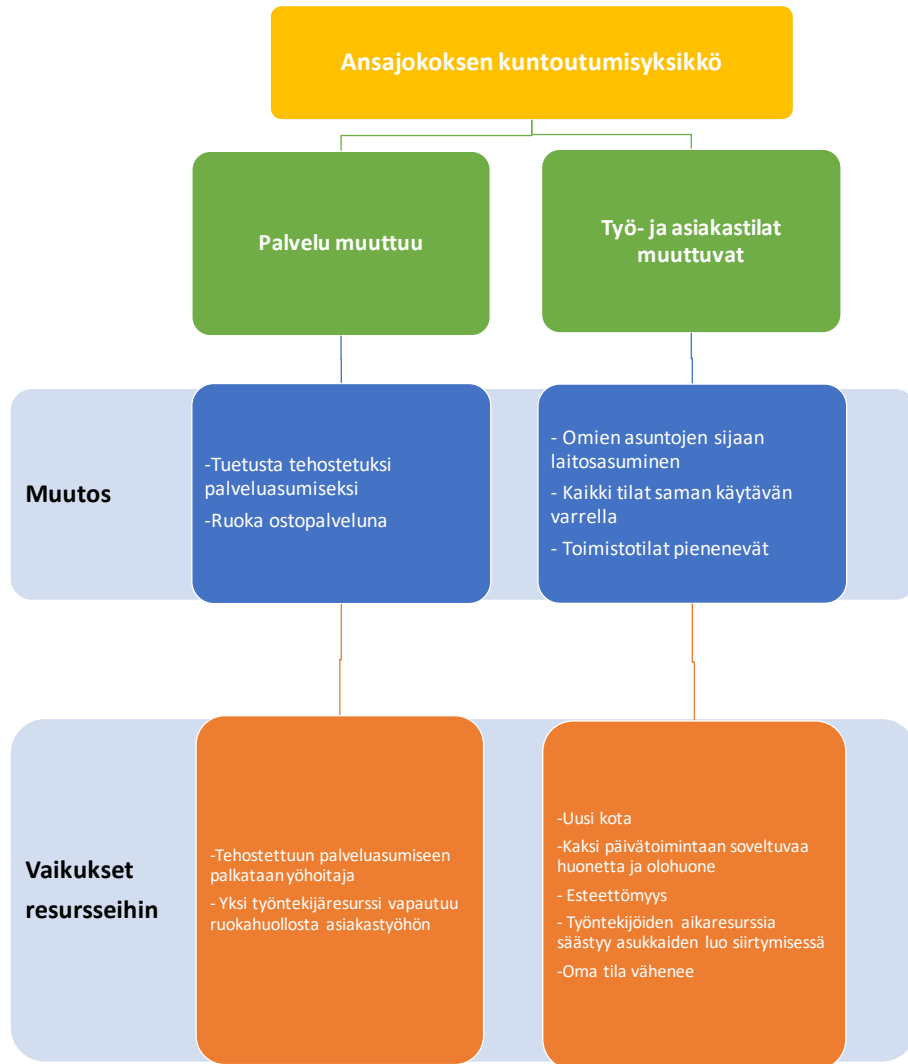 Ansajokoksen kuntoutumisyksikkö
Palvelu muuttuu
Työ- ja asiakastilat
muuttuvat
Muutos
-Tuetusta tehostetuksi
palveluasumiseksi
-Ruoka ostopalveluna
- Omien asuntojen sijaan
laitosasuminen
- Kaikki tilat saman käytävän
varrella
- Toimistotilat pienenevät
Vaikukset
resursseihin
-Tehostettuun palveluasumiseen
palkataan yöhoitaja
- Yksi työntekijäresurssi vapautuu
ruokahuollosta asiakastyöhön
-Uusi kota
-Kaksi päivätoimintaan soveltuvaa
huonetta ja olohuone
- Esteettömyys
- Työntekijöiden aikaresurssia
säästyy asukkaiden luo siirtymisessä
-Oma tila vähenee